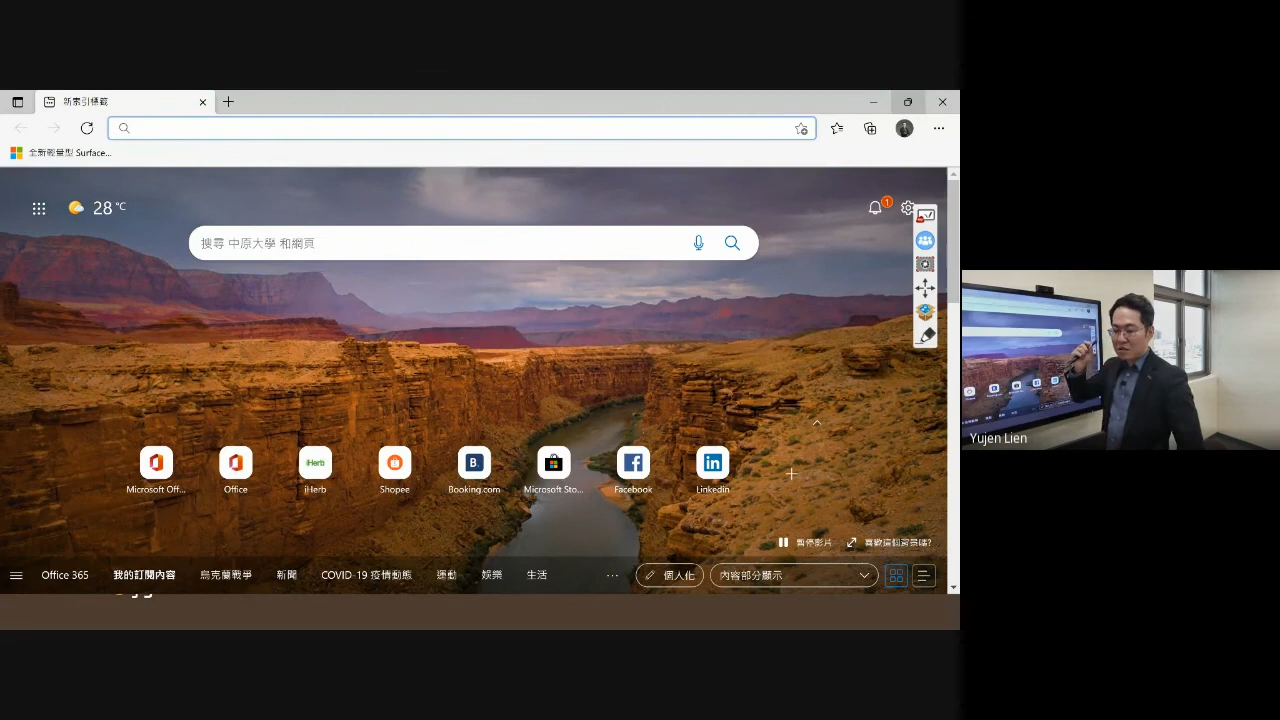 新索引標籤
全新輕量型 Surface...
28 °C
1
搜尋 中原大學 和網頁
iHerb
B.
in
Microsoft Off...
Office
iHerb
Shopee
Booking.com
Microsoft Sto...
Facebook
Linkedin
暫停影片
喜歡這個背景嗎?
Office 365
我的訂閱內容
烏克蘭戰爭
新聞
COVID-19 疫情動態
運動
娛樂
生活
...
個人化
內容部分顯示
Yujen Lien